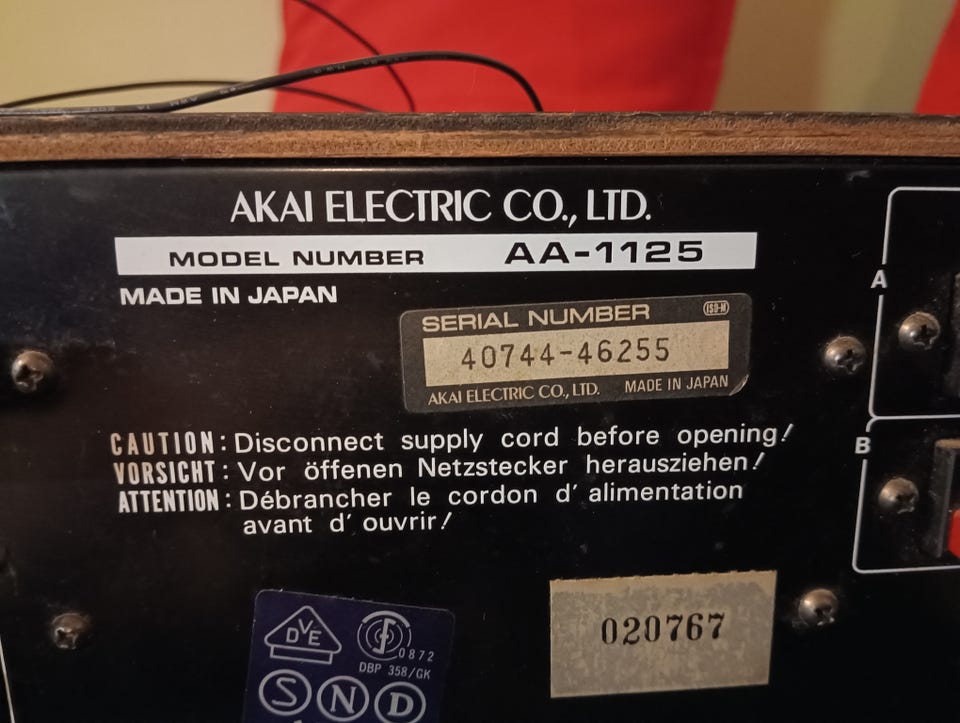 AKAI ELECTRIC CO., LTD.
MODEL NUMBER AA-1125
MADE IN JAPAN
SERIAL NUMBER
40744-46255
AKAI ELECTRIC CO., LTD. MADE IN JAPAN
CAUTION: Disconnect supply cord before opening!
VORSICHT: Vor öffenen Netzstecker herausziehen!
ATTENTION: Débrancher le cordon d' alimentation
avant d' ouvrir!
A
B
DVE
0872
DBP 358/GK
S N D
020767